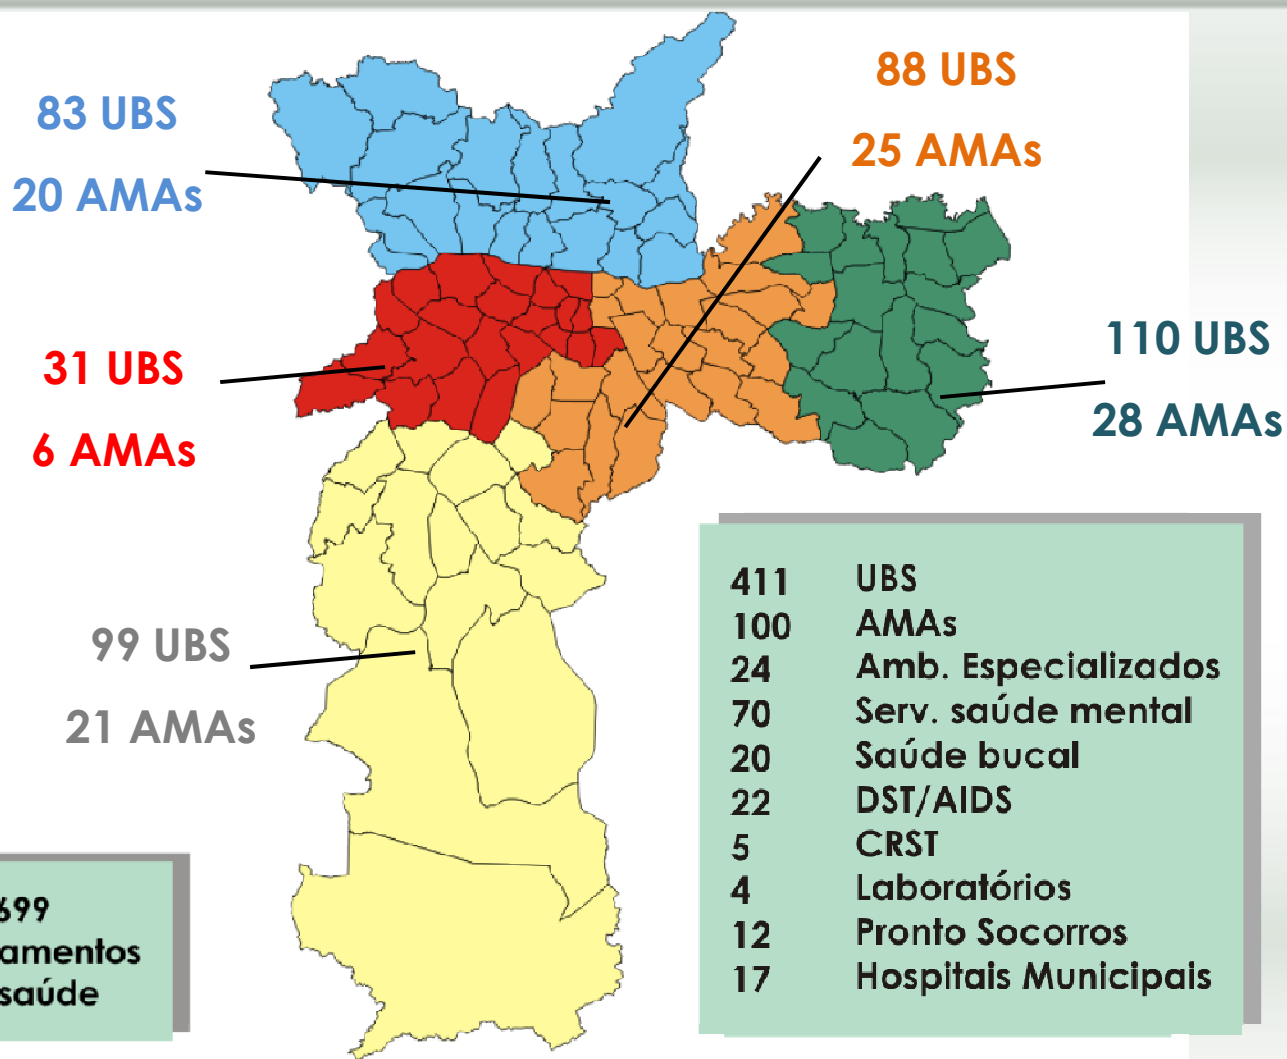 83 UBS
20 AMAs
88 UBS
25 AMAs
31 UBS
6 AMAs
110 UBS
28 AMAs
99 UBS
21 AMAs
411 UBS
100 AMAs
24 Amb. Especializados
70 Serv. saúde mental
20 Saúde bucal
22 DST/AIDS
5 CRST
4 Laboratórios
12 Pronto Socorros
17 Hospitais Municipais
699
amentos
saúde